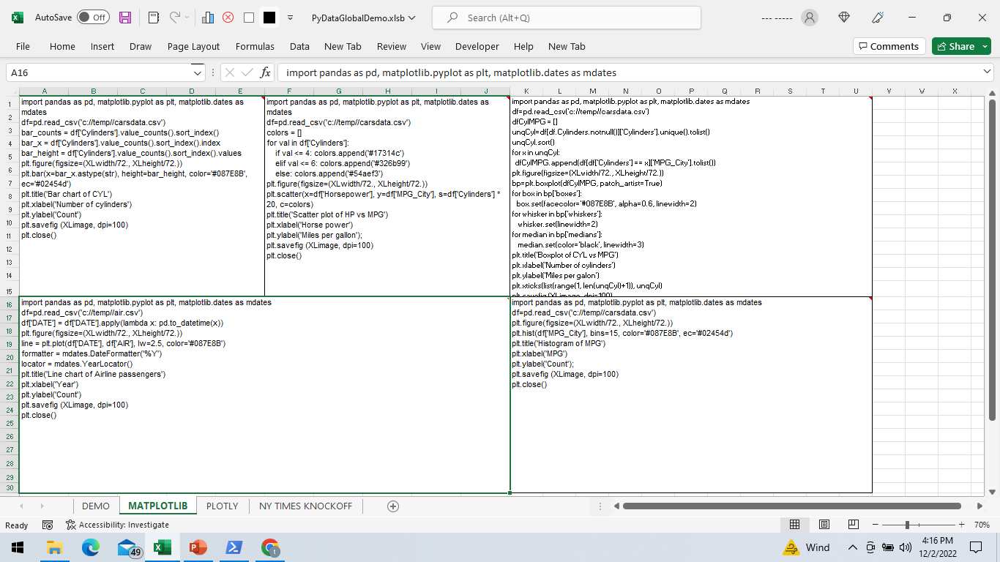 AutoSave Off PyDataGlobalDemo.xlsb Search (Alt+Q) --- -----
File Home Insert Draw Page Layout Formulas Data New Tab Review View Developer Help New Tab Comments Share
A16 fx import pandas as pd, matplotlib.pyplot as plt, matplotlib.dates as mdates
A B C D E F G H I J K L M N O P Q R S T U V W X
1
2
3
4
5
6
7
8
9
10
11
12
13
14
15
import pandas as pd, matplotlib.pyplot as plt, matplotlib.dates as
mdates
df=pd.read_csv('c://temp//carsdata.csv')
bar_counts = df['Cylinders'].value_counts().sort_index()
bar_x = df['Cylinders'].value_counts().sort_index().index
bar_height = df['Cylinders'].value_counts().sort_index().values
plt.figure(figsize=(XLwidth/72., XLheight/72.))
plt.bar(x=bar_x.astype(str), height=bar_height, color='#087E8B',
ec='#02454d')
plt.title('Bar chart of CYL')
plt.xlabel('Number of cylinders')
plt.ylabel('Count')
plt.savefig (XLimage, dpi=100)
plt.close()
import pandas as pd, matplotlib.pyplot as plt, matplotlib.dates as
mdates
df=pd.read_csv('c://temp//carsdata.csv')
colors = []
for val in df['Cylinders']:
if val <= 4: colors.append('#17314c')
elif val <= 6: colors.append('#326b99')
else: colors.append('#54aef3')
plt.figure(figsize=(XLwidth/72., XLheight/72.))
plt.scatter(x=df['Horsepower'], y=df['MPG_City'], s=df['Cylinders'] *
20, c=colors)
plt.title('Scatter plot of HP vs MPG')
plt.xlabel('Horse power')
plt.ylabel('Miles per gallon');
plt.savefig (XLimage, dpi=100)
plt.close()
import pandas as pd, matplotlib.pyplot as plt, matplotlib.dates as mdates
df=pd.read_csv('c://temp//carsdata.csv')
dfCylMPG = []
unqCyl=df[df.Cylinders.notnull()]['Cylinders'].unique().tolist()
unqCyl.sort()
for x in unqCyl:
dfCylMPG.append(df[df['Cylinders'] == x]['MPG_City'].tolist())
plt.figure(figsize=(XLwidth/72., XLheight/72.))
bp=plt.boxplot(dfCylMPG, patch_artist=True)
for box in bp['boxes']:
box.set(facecolor='#087E8B', alpha=0.6, linewidth=2)
for whisker in bp['whiskers']:
whisker.set(linewidth=2)
for median in bp['medians']:
median.set(color='black', linewidth=3)
plt.title('Boxplot of CYL vs MPG')
plt.xlabel('Number of cylinders')
plt.ylabel('Miles per galon')
plt.xticks(list(range(1, len(unqCyl)+1)), unqCyl)
plt.savefig (XLimage, dpi=100)
16
17
18
19
20
21
22
23
24
25
26
27
28
29
30
import pandas as pd, matplotlib.pyplot as plt, matplotlib.dates as mdates
df=pd.read_csv('c://temp//air.csv')
df['DATE'] = df['DATE'].apply(lambda x: pd.to_datetime(x))
plt.figure(figsize=(XLwidth/72., XLheight/72.))
line = plt.plot(df['DATE'], df['AIR'], lw=2.5, color='#087E8B')
formatter = mdates.DateFormatter('%Y')
locator = mdates.YearLocator()
plt.title('Line chart of Airline passengers')
plt.xlabel('Year')
plt.ylabel('Count')
plt.savefig (XLimage, dpi=100)
plt.close()
import pandas as pd, matplotlib.pyplot as plt, matplotlib.dates as mdates
df=pd.read_csv('c://temp//carsdata.csv')
plt.figure(figsize=(XLwidth/72., XLheight/72.))
plt.hist(df['MPG_City'], bins=15, color='#087E8B', ec='#02454d')
plt.title('Histogram of MPG')
plt.xlabel('MPG')
plt.ylabel('Count');
plt.savefig (XLimage, dpi=100)
plt.close()
DEMO MATPLOTLIB PLOTLY NY TIMES KNOCKOFF
Ready Accessibility: Investigate 70%
49 Wind 4:16 PM
12/2/2022